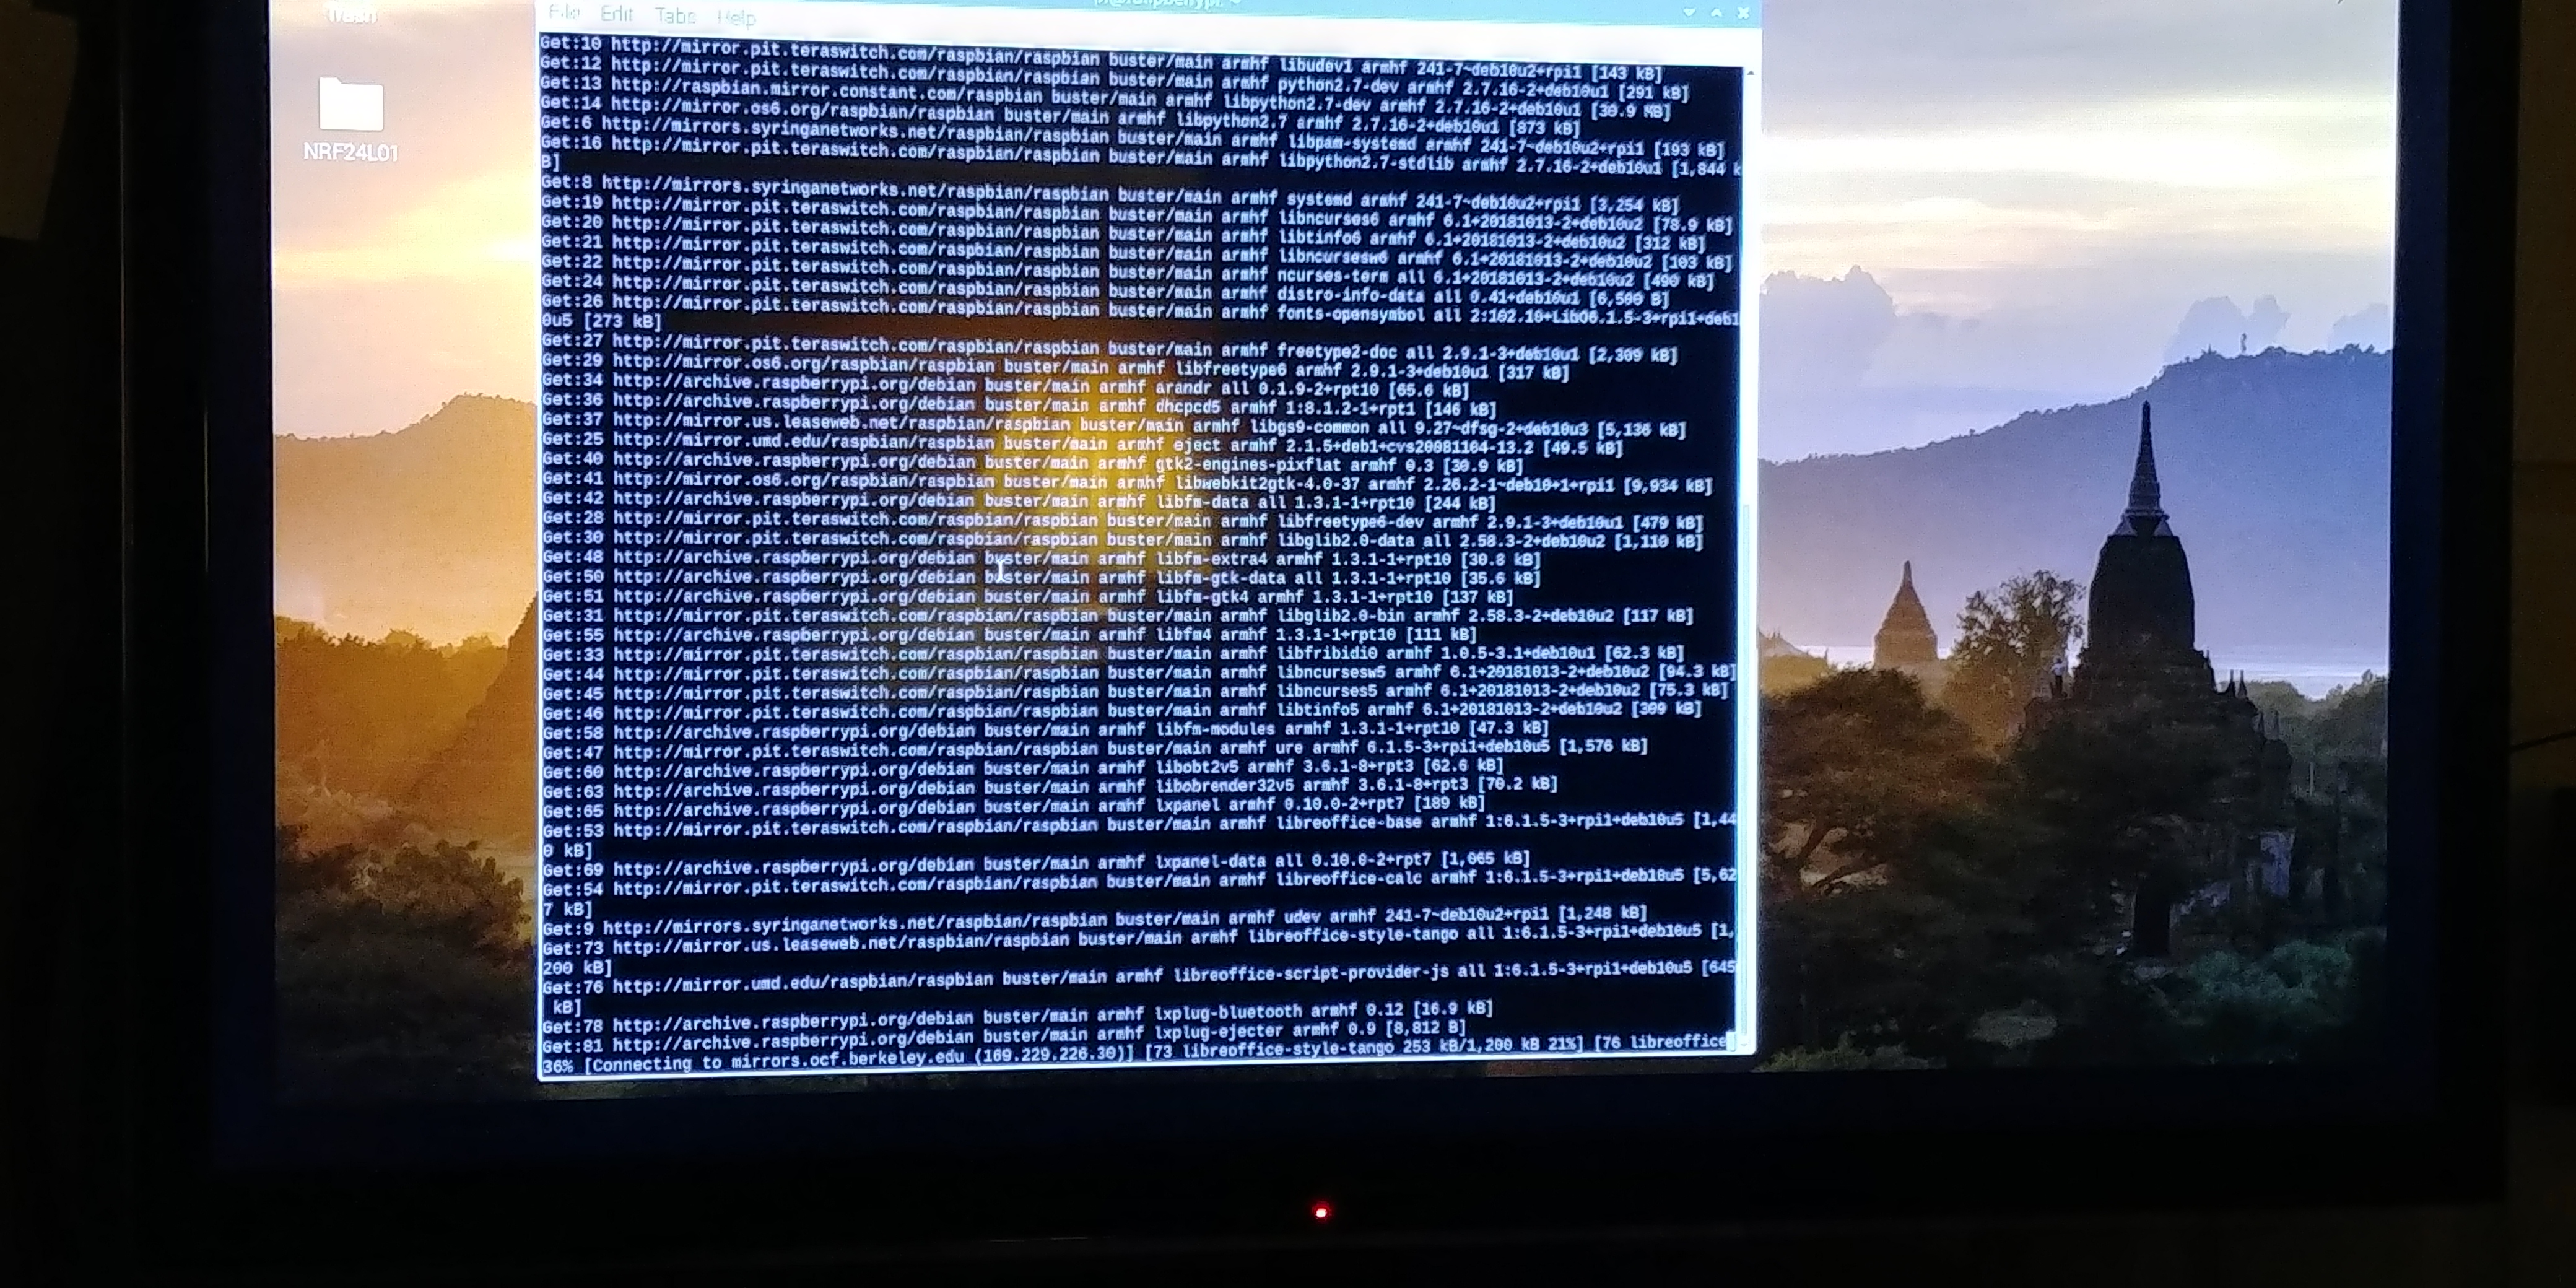 Trash
NRF24L01
pi@raspberrypi: ~
File Edit Tabs Help
Get:10 http://mirror.pit.teraswitch.com/raspbian/raspbian buster/main armhf libudev1 armhf 241-7~deb10u2+rpi1 [143 kB]
Get:12 http://mirror.pit.teraswitch.com/raspbian/raspbian buster/main armhf python2.7-dev armhf 2.7.16-2+deb10u1 [291 kB]
Get:13 http://raspbian.mirror.constant.com/raspbian buster/main armhf libpython2.7-dev armhf 2.7.16-2+deb10u1 [30.9 MB]
Get:14 http://mirror.os6.org/raspbian/raspbian buster/main armhf libpython2.7 armhf 2.7.16-2+deb10u1 [873 kB]
Get:6 http://mirrors.syringanetworks.net/raspbian/raspbian buster/main armhf libpam-systemd armhf 241-7~deb10u2+rpi1 [193 kB]
Get:16 http://mirror.pit.teraswitch.com/raspbian/raspbian buster/main armhf libpython2.7-stdlib armhf 2.7.16-2+deb10u1 [1,844 k
B]
Get:8 http://mirrors.syringanetworks.net/raspbian/raspbian buster/main armhf systemd armhf 241-7~deb10u2+rpi1 [3,254 kB]
Get:19 http://mirror.pit.teraswitch.com/raspbian/raspbian buster/main armhf libncurses6 armhf 6.1+20181013-2+deb10u2 [78.9 kB]
Get:20 http://mirror.pit.teraswitch.com/raspbian/raspbian buster/main armhf libtinfo6 armhf 6.1+20181013-2+deb10u2 [312 kB]
Get:21 http://mirror.pit.teraswitch.com/raspbian/raspbian buster/main armhf libncursesw6 armhf 6.1+20181013-2+deb10u2 [103 kB]
Get:22 http://mirror.pit.teraswitch.com/raspbian/raspbian buster/main armhf ncurses-term all 6.1+20181013-2+deb10u2 [490 kB]
Get:24 http://mirror.pit.teraswitch.com/raspbian/raspbian buster/main armhf distro-info-data all 0.41+deb10u1 [6,500 B]
Get:26 http://mirror.pit.teraswitch.com/raspbian/raspbian buster/main armhf fonts-opensymbol all 2:102.10+LibO6.1.5-3+rpi1+deb1
0u5 [273 kB]
Get:27 http://mirror.pit.teraswitch.com/raspbian/raspbian buster/main armhf freetype2-doc all 2.9.1-3+deb10u1 [2,309 kB]
Get:29 http://mirror.os6.org/raspbian/raspbian buster/main armhf libfreetype6 armhf 2.9.1-3+deb10u1 [317 kB]
Get:34 http://archive.raspberrypi.org/debian buster/main armhf arandr all 0.1.9-2+rpt10 [65.6 kB]
Get:36 http://archive.raspberrypi.org/debian buster/main armhf dhcpcd5 armhf 1:8.1.2-1+rpt1 [146 kB]
Get:37 http://mirror.us.leaseweb.net/raspbian/raspbian buster/main armhf libgs9-common all 9.27~dfsg-2+deb10u3 [5,136 kB]
Get:25 http://mirror.umd.edu/raspbian/raspbian buster/main armhf eject armhf 2.1.5+deb1+cvs20081104-13.2 [49.5 kB]
Get:40 http://archive.raspberrypi.org/debian buster/main armhf gtk2-engines-pixflat armhf 0.3 [30.9 kB]
Get:41 http://mirror.os6.org/raspbian/raspbian buster/main armhf libwebkit2gtk-4.0-37 armhf 2.26.2-1~deb10+1+rpi1 [9,934 kB]
Get:42 http://archive.raspberrypi.org/debian buster/main armhf libfm-data all 1.3.1-1+rpt10 [244 kB]
Get:28 http://mirror.pit.teraswitch.com/raspbian/raspbian buster/main armhf libfreetype6-dev armhf 2.9.1-3+deb10u1 [479 kB]
Get:30 http://mirror.pit.teraswitch.com/raspbian/raspbian buster/main armhf libglib2.0-data all 2.58.3-2+deb10u2 [1,110 kB]
Get:48 http://archive.raspberrypi.org/debian buster/main armhf libfm-extra4 armhf 1.3.1-1+rpt10 [30.8 kB]
Get:50 http://archive.raspberrypi.org/debian buster/main armhf libfm-gtk-data all 1.3.1-1+rpt10 [35.6 kB]
Get:51 http://archive.raspberrypi.org/debian buster/main armhf libfm-gtk4 armhf 1.3.1-1+rpt10 [137 kB]
Get:31 http://mirror.pit.teraswitch.com/raspbian/raspbian buster/main armhf libglib2.0-bin armhf 2.58.3-2+deb10u2 [117 kB]
Get:55 http://archive.raspberrypi.org/debian buster/main armhf libfm4 armhf 1.3.1-1+rpt10 [111 kB]
Get:33 http://mirror.pit.teraswitch.com/raspbian/raspbian buster/main armhf libfribidi0 armhf 1.0.5-3.1+deb10u1 [62.3 kB]
Get:44 http://mirror.pit.teraswitch.com/raspbian/raspbian buster/main armhf libncursesw5 armhf 6.1+20181013-2+deb10u2 [94.3 kB]
Get:45 http://mirror.pit.teraswitch.com/raspbian/raspbian buster/main armhf libncurses5 armhf 6.1+20181013-2+deb10u2 [75.3 kB]
Get:46 http://mirror.pit.teraswitch.com/raspbian/raspbian buster/main armhf libtinfo5 armhf 6.1+20181013-2+deb10u2 [309 kB]
Get:58 http://archive.raspberrypi.org/debian buster/main armhf libfm-modules armhf 1.3.1-1+rpt10 [47.3 kB]
Get:47 http://mirror.pit.teraswitch.com/raspbian/raspbian buster/main armhf ure armhf 6.1.5-3+rpi1+deb10u5 [1,576 kB]
Get:60 http://archive.raspberrypi.org/debian buster/main armhf libobt2v5 armhf 3.6.1-8+rpt3 [62.6 kB]
Get:63 http://archive.raspberrypi.org/debian buster/main armhf libobrender32v5 armhf 3.6.1-8+rpt3 [70.2 kB]
Get:65 http://archive.raspberrypi.org/debian buster/main armhf lxpanel armhf 0.10.0-2+rpt7 [189 kB]
Get:53 http://mirror.pit.teraswitch.com/raspbian/raspbian buster/main armhf libreoffice-base armhf 1:6.1.5-3+rpi1+deb10u5 [1,44
0 kB]
Get:69 http://archive.raspberrypi.org/debian buster/main armhf lxpanel-data all 0.10.0-2+rpt7 [1,065 kB]
Get:54 http://mirror.pit.teraswitch.com/raspbian/raspbian buster/main armhf libreoffice-calc armhf 1:6.1.5-3+rpi1+deb10u5 [5,62
7 kB]
Get:9 http://mirrors.syringanetworks.net/raspbian/raspbian buster/main armhf udev armhf 241-7~deb10u2+rpi1 [1,248 kB]
Get:73 http://mirror.us.leaseweb.net/raspbian/raspbian buster/main armhf libreoffice-style-tango all 1:6.1.5-3+rpi1+deb10u5 [1,
200 kB]
Get:76 http://mirror.umd.edu/raspbian/raspbian buster/main armhf libreoffice-script-provider-js all 1:6.1.5-3+rpi1+deb10u5 [645
kB]
Get:78 http://archive.raspberrypi.org/debian buster/main armhf lxplug-bluetooth armhf 0.12 [16.9 kB]
Get:81 http://archive.raspberrypi.org/debian buster/main armhf lxplug-ejecter armhf 0.9 [8,812 B]
36% [Connecting to mirrors.ocf.berkeley.edu (169.229.226.30)] [73 libreoffice-style-tango 253 kB/1,200 kB 21%] [76 libreoffice